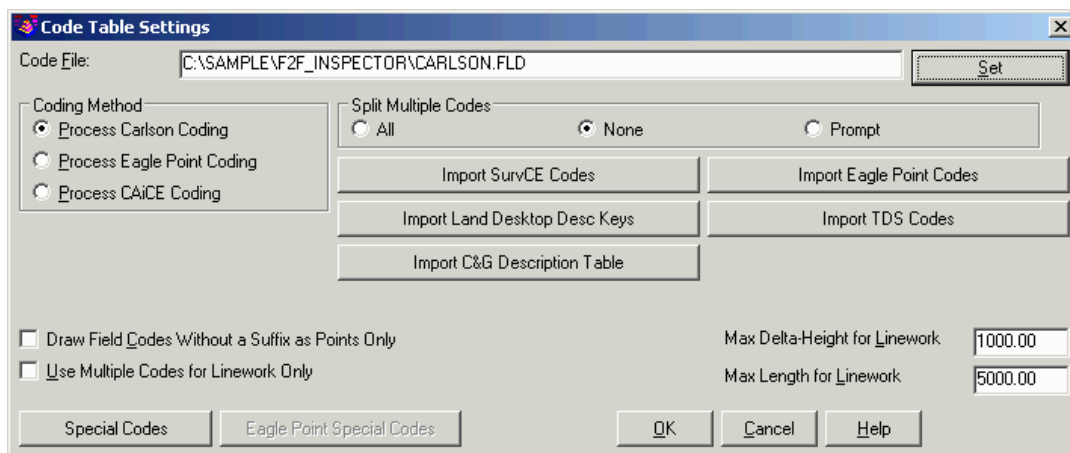 Code Table Settings
Code File: C:\SAMPLE\F2F_INSPECTOR\CARLSON.FLD Set
Coding Method
Process Carlson Coding
Process Eagle Point Coding
Process CAiCE Coding
Split Multiple Codes
All None Prompt
Import SurvCE Codes Import Eagle Point Codes
Import Land Desktop Desc Keys Import TDS Codes
Import C&G Description Table
Draw Field Codes Without a Suffix as Points Only
Use Multiple Codes for Linework Only
Max Delta-Height for Linework 1000.00
Max Length for Linework 5000.00
Special Codes Eagle Point Special Codes OK Cancel Help